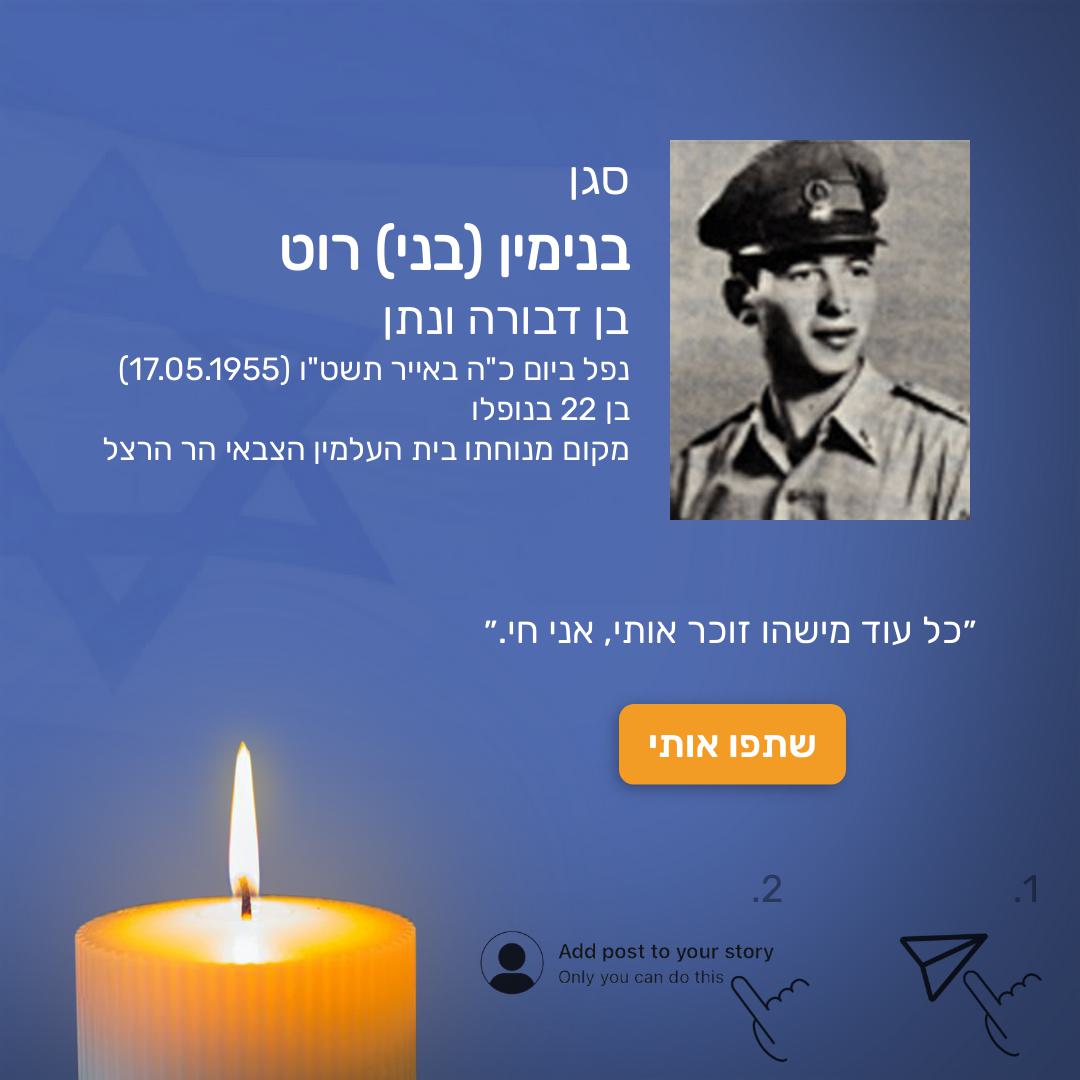 סגן
בנימין (בני) רוט
בן דבורה ונתן
נפל ביום כ"ה באייר תשט"ו (17.05.1955)
בן 22 בנופלו
מקום מנוחתו בית העלמין הצבאי הר הרצל
״כל עוד מישהו זוכר אותי, אני חי.״
שתפו אותי
1.
2.
Add post to your story
Only you can do this